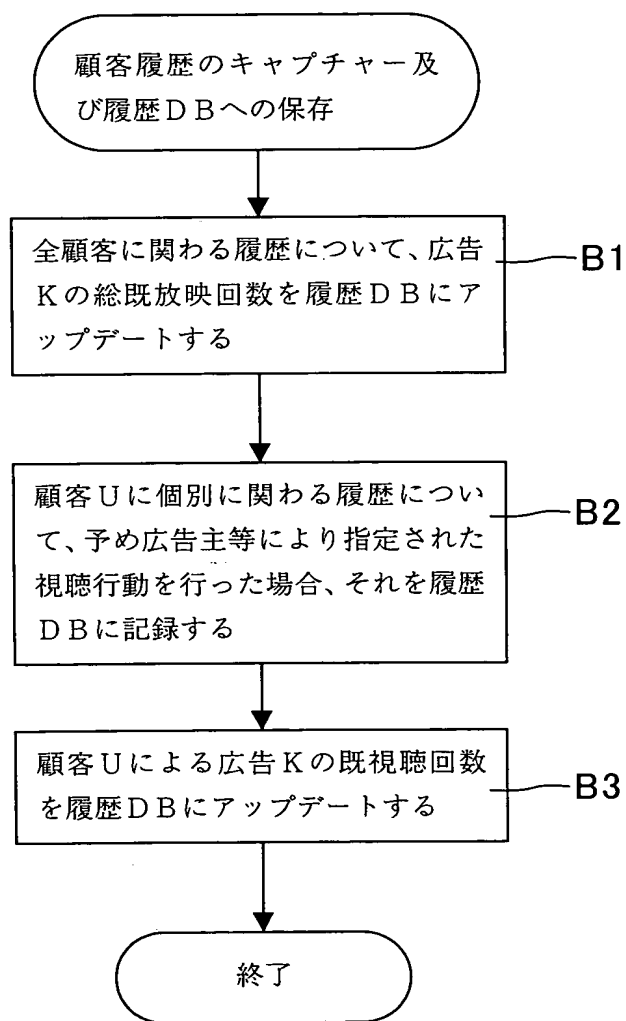 顧客履歴のキャプチャー及
び履歴DBへの保存
全顧客に関わる履歴について、広告
Kの総既放映回数を履歴DBにア
ップデートする
B1
顧客Uに個別に関わる履歴につい
て、予め広告主等により指定された
視聴行動を行った場合、それを履歴
DBに記録する
B2
顧客Uによる広告Kの既視聴回数
を履歴DBにアップデートする
B3
終了